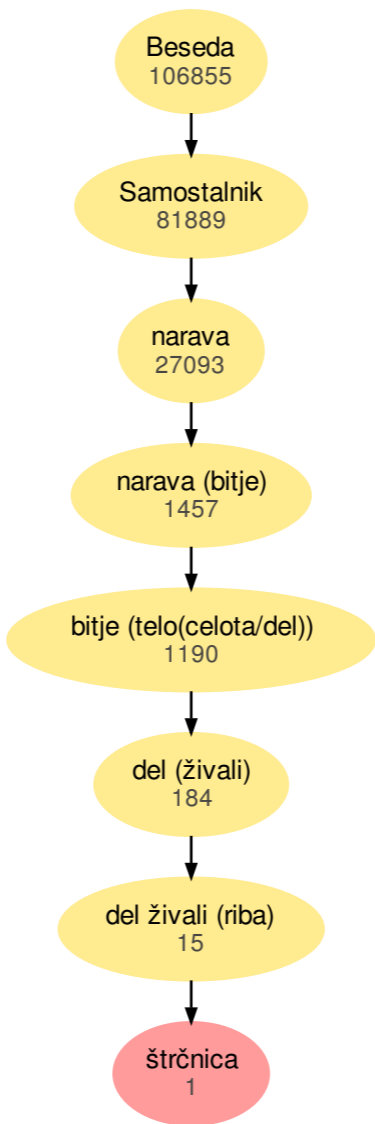 Beseda
106855
Samostalnik
81889
narava
27093
narava (bitje)
1457
bitje (telo(celota/del))
1190
del (živali)
184
del živali (riba)
15
štrčnica
1